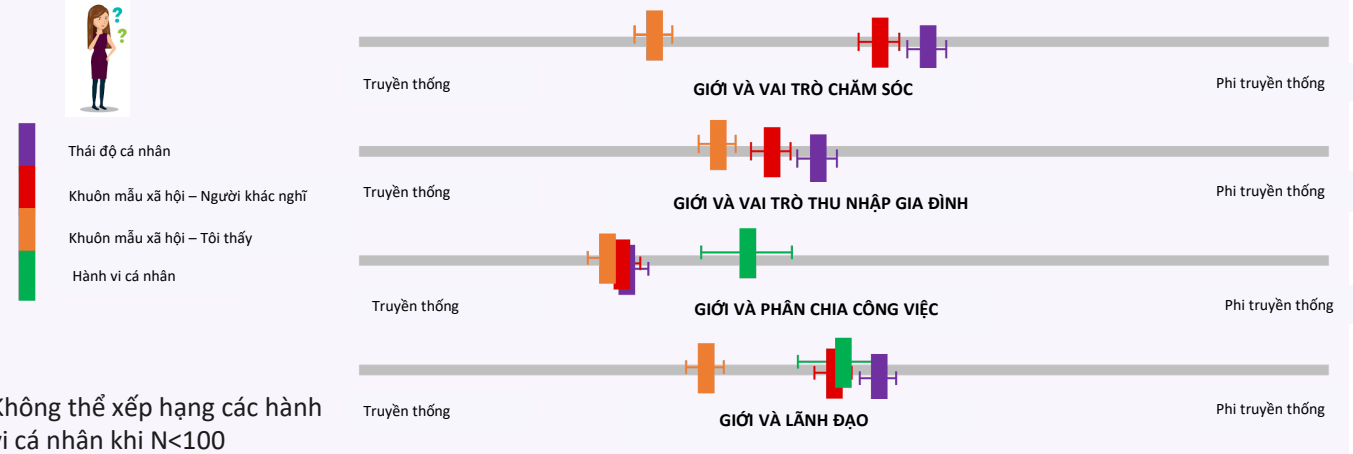 ? ?
Truyền thống
GIỚI VÀ VAI TRÒ CHĂM SÓC
Phi truyền thống
Thái độ cá nhân
Khuôn mẫu xã hội – Người khác nghĩ
Khuôn mẫu xã hội – Tôi thấy
Hành vi cá nhân
Truyền thống
GIỚI VÀ VAI TRÒ THU NHẬP GIA ĐÌNH
Phi truyền thống
Truyền thống
GIỚI VÀ PHÂN CHIA CÔNG VIỆC
Phi truyền thống
Truyền thống
GIỚI VÀ LÃNH ĐẠO
Phi truyền thống
Không thể xếp hạng các hành
vi cá nhân khi N<100